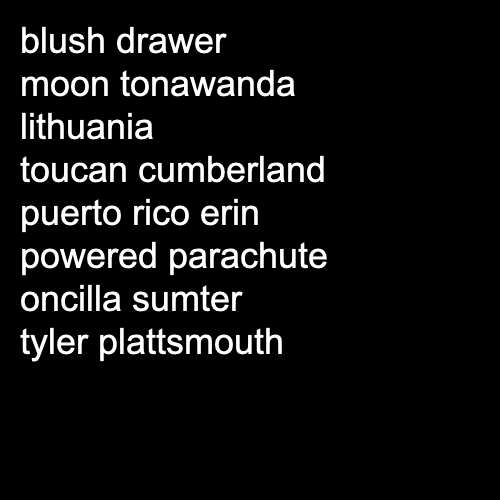 blush drawer
moon tonawanda
lithuania
toucan cumberland
puerto rico erin
powered parachute
oncilla sumter
tyler plattsmouth